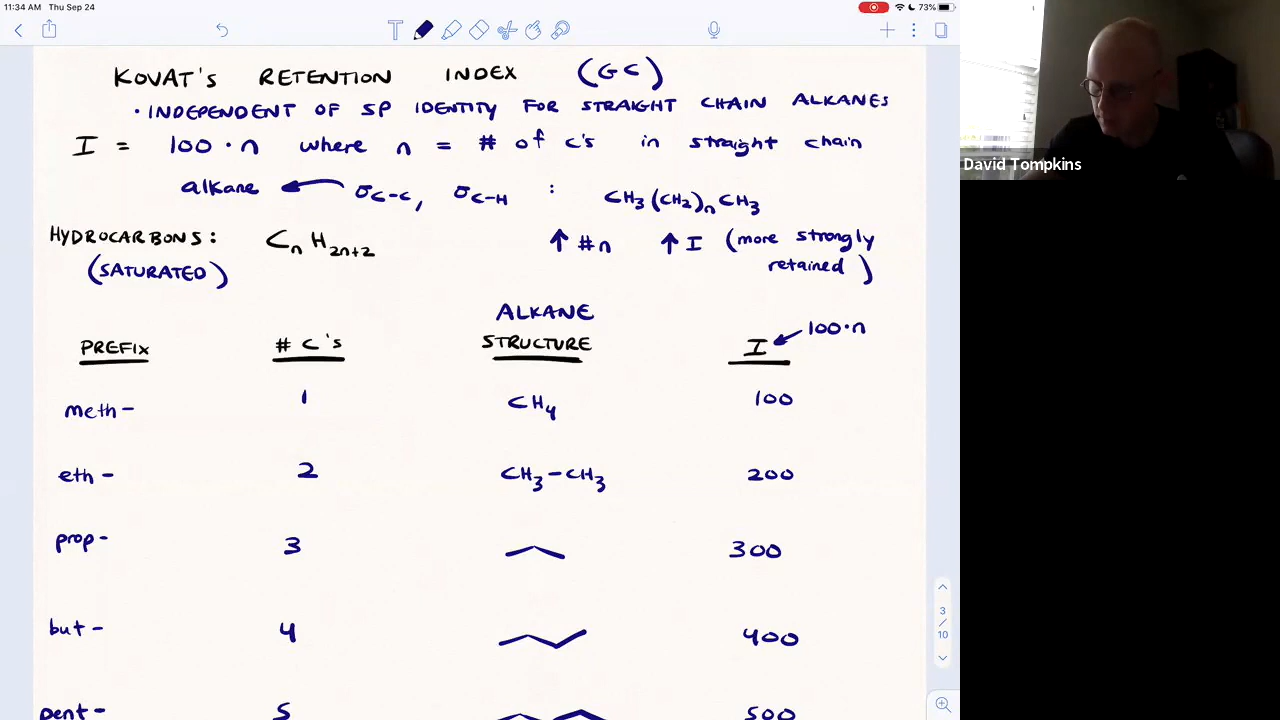 11:34 AM Thu Sep 24
73%
KOVAT'S RETENTION INDEX (GC)
• INDEPENDENT OF SP IDENTITY FOR STRAIGHT CHAIN ALKANES
I = 100 · n where n = # of C's in straight chain
alkane ← σC-C, σC-H : CH3(CH2)nCH3
HYDROCARBONS: CnH2n+2 ↑ #n ↑ I (more strongly
(SATURATED) retained)
ALKANE
100·n
PREFIX # C's STRUCTURE I
meth- 1 CH4 100
eth- 2 CH3-CH3 200
prop- 3 300
but- 4 400
pent- 5 500
3
/
10
David Tompkins